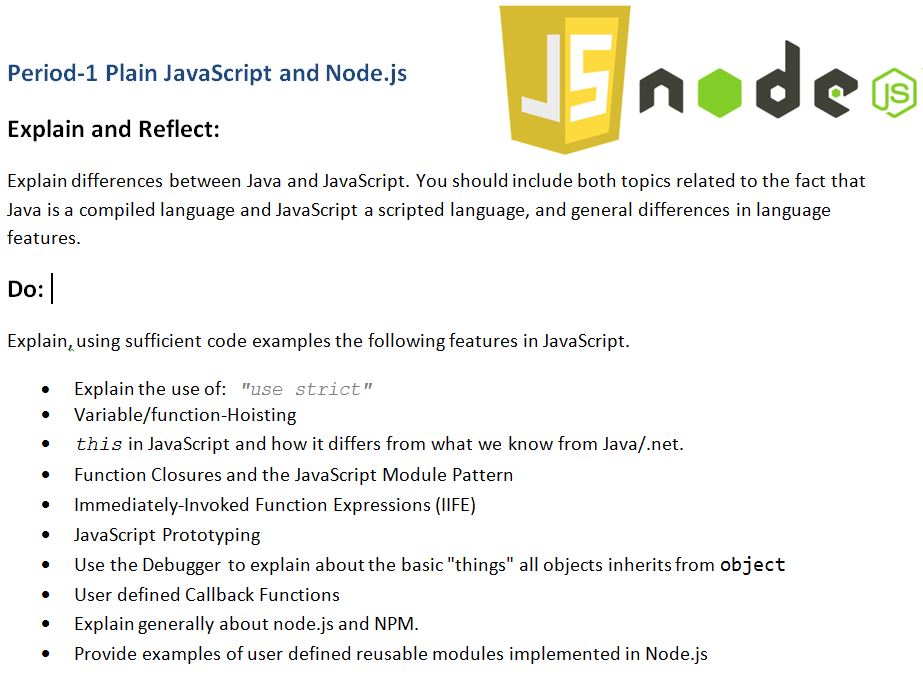 JS
node
JS
Period-1 Plain JavaScript and Node.js
Explain and Reflect:
Explain differences between Java and JavaScript. You should include both topics related to the fact that
Java is a compiled language and JavaScript a scripted language, and general differences in language
features.
Do:
Explain, using sufficient code examples the following features in JavaScript.
• Explain the use of: "use strict"
• Variable/function-Hoisting
• this in JavaScript and how it differs from what we know from Java/.net.
• Function Closures and the JavaScript Module Pattern
• Immediately-Invoked Function Expressions (IIFE)
• JavaScript Prototyping
• Use the Debugger to explain about the basic "things" all objects inherits from object
• User defined Callback Functions
• Explain generally about node.js and NPM.
• Provide examples of user defined reusable modules implemented in Node.js